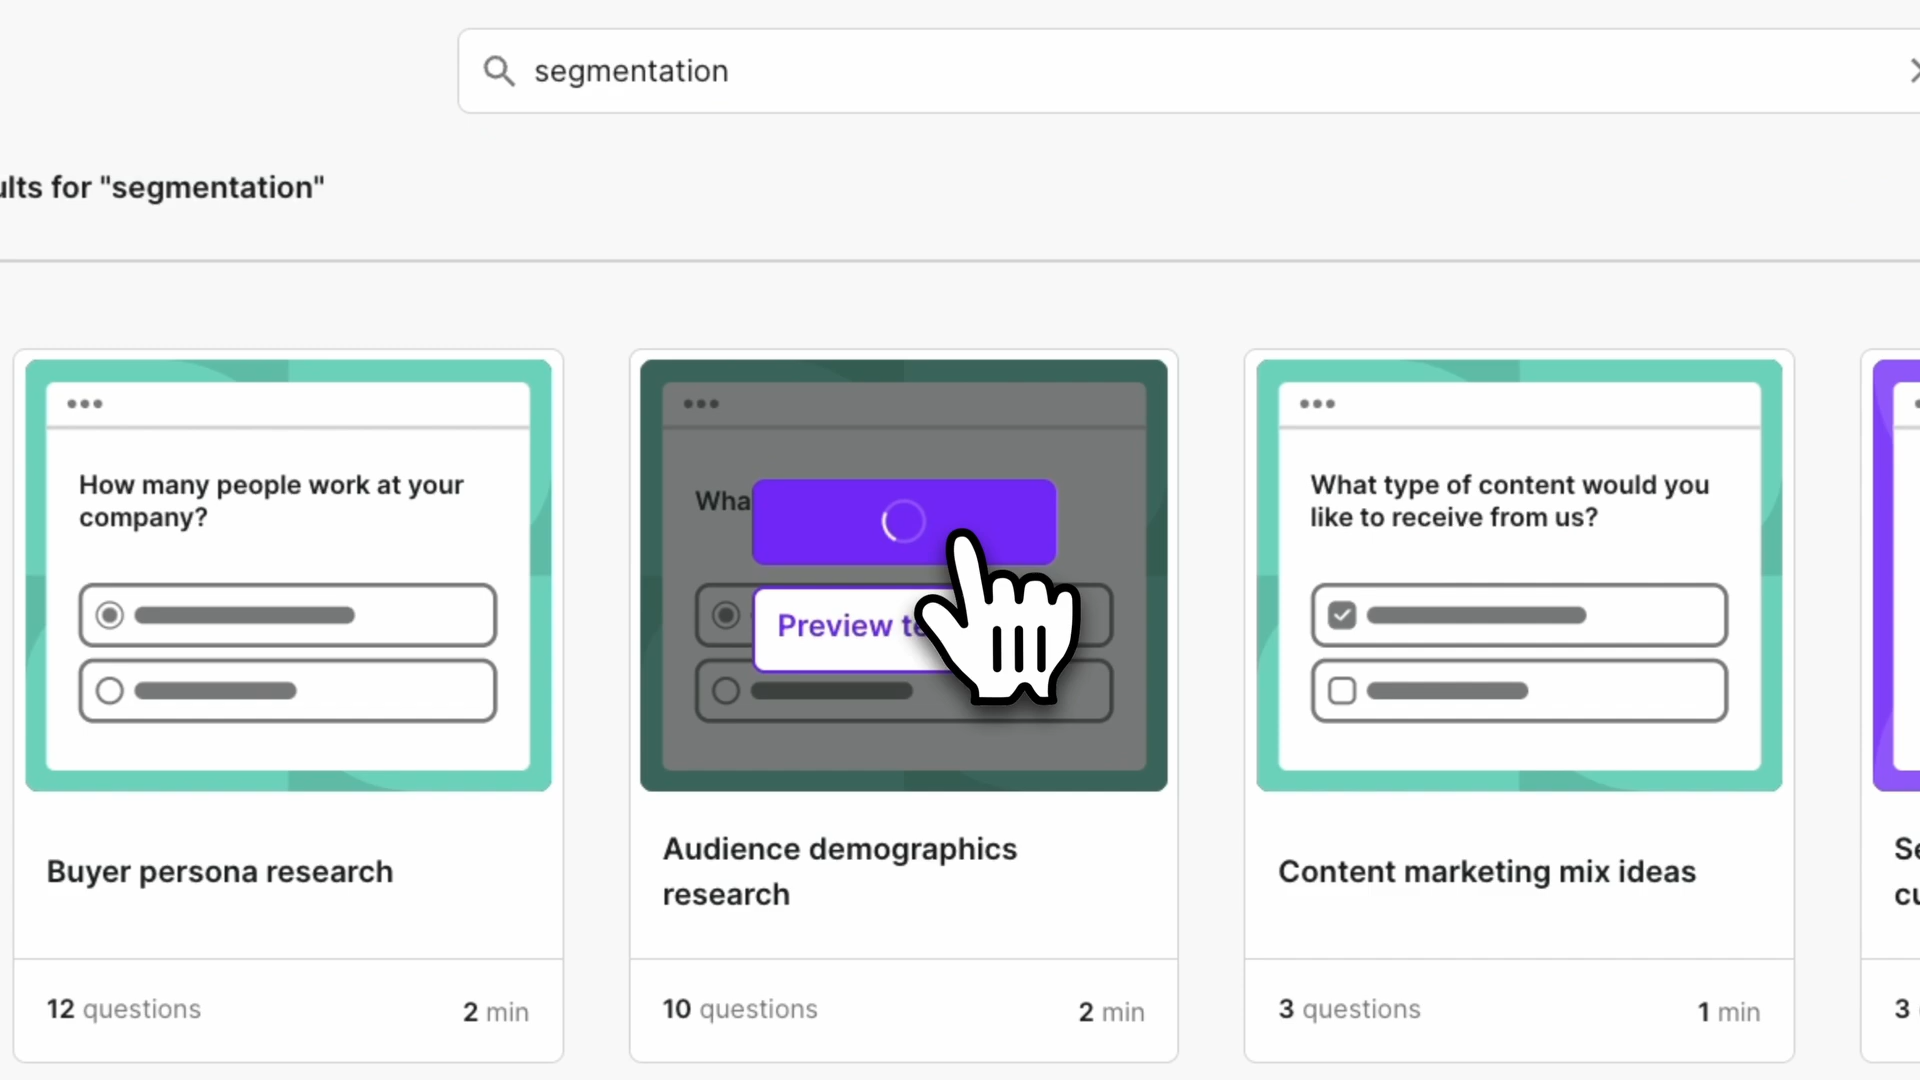 segmentation
ults for "segmentation"
How many people work at your
company?
Buyer persona research
12 questions
2 min
Wha
Preview te
Audience demographics
research
10 questions
2 min
What type of content would you
like to receive from us?
Content marketing mix ideas
3 questions
1 min
Se
cu
3